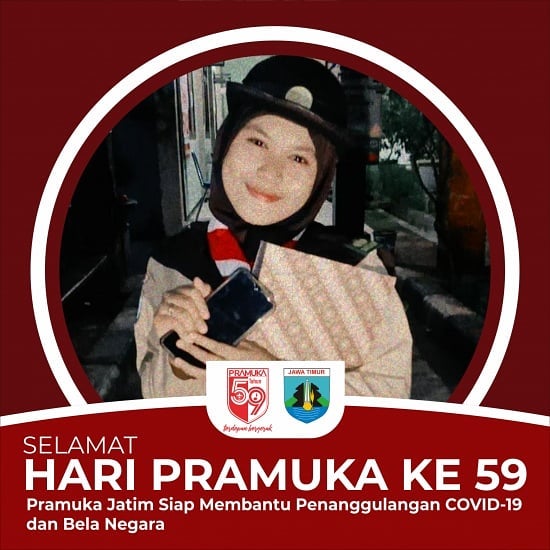 PRAMUKA
59
Tahun
JAWA TIMUR
SELAMAT
HARI PRAMUKA KE 59
Pramuka Jatim Siap Membantu Penanggulangan COVID-19
dan Bela Negara